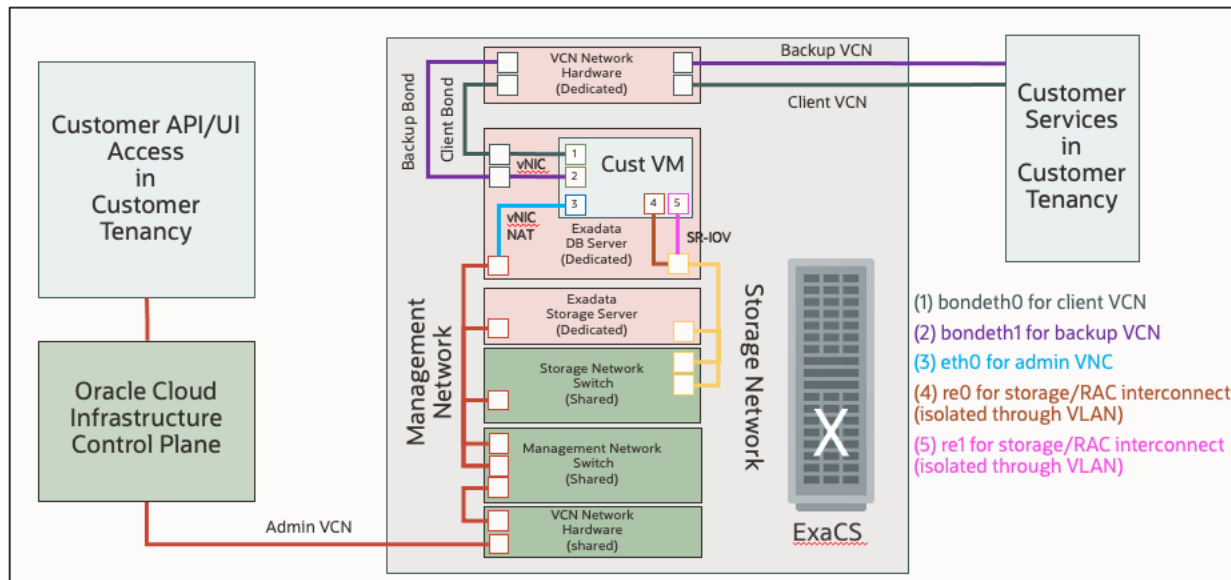 Customer API/UI
Access
in
Customer
Tenancy
Oracle Cloud
Infrastructure
Control Plane
Admin VCN
Backup Bond
Client Bond
VCN Network
Hardware
(Dedicated)
Backup VCN
Client VCN
Customer
Services
in
Customer
Tenancy
vNIC
1
2
3
4
5
Cust VM
vNIC
NAT
Exadata
DB Server
(Dedicated)
SR-IOV
Management
Network
Exadata
Storage Server
(Dedicated)
Storage Network
Switch
(Shared)
Management Network
Switch
(Shared)
VCN Network
Hardware
(shared)
Storage Network
X
ExaCS
(1) bondeth0 for client VCN
(2) bondeth1 for backup VCN
(3) eth0 for admin VNC
(4) re0 for storage/RAC interconnect
(isolated through VLAN)
(5) re1 for storage/RAC interconnect
(isolated through VLAN)